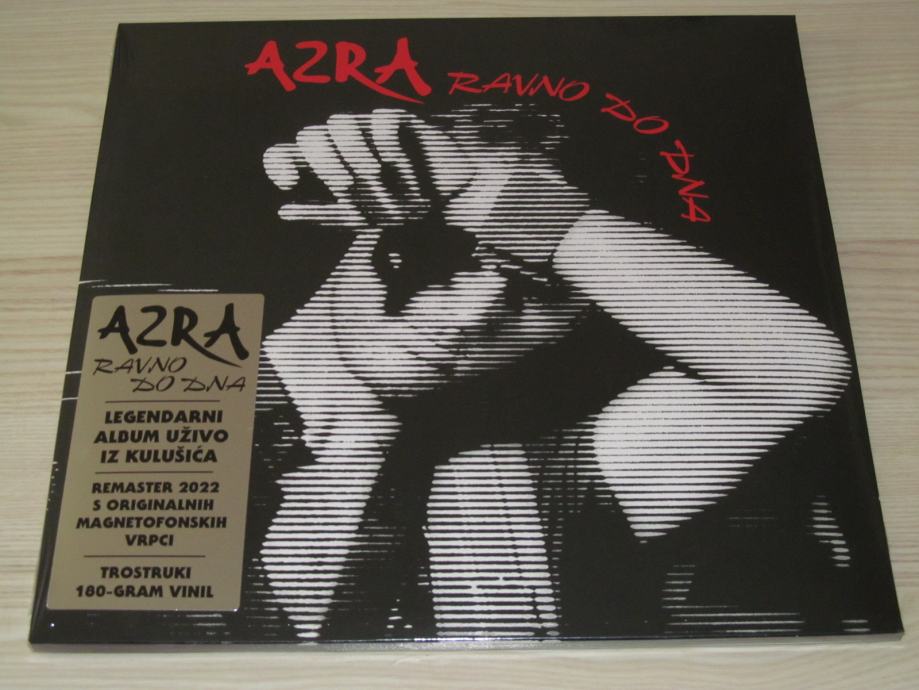 AZRA RAVNO DO DNA
AZRA
RAVNO
DO DNA
LEGENDARNI
ALBUM UŽIVO
IZ KULUŠIĆA
REMASTER 2022
S ORIGINALNIH
MAGNETOFONSKIH
VRPCI
TROSTRUKI
180-GRAM VINIL